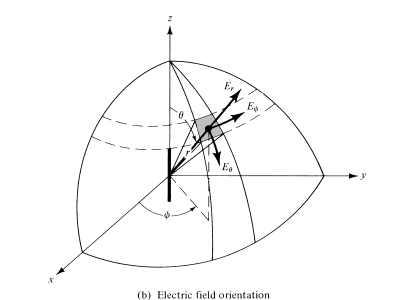 z
E_r
E_ϕ
θ
r
E_θ
y
ϕ
x
(b) Electric field orientation